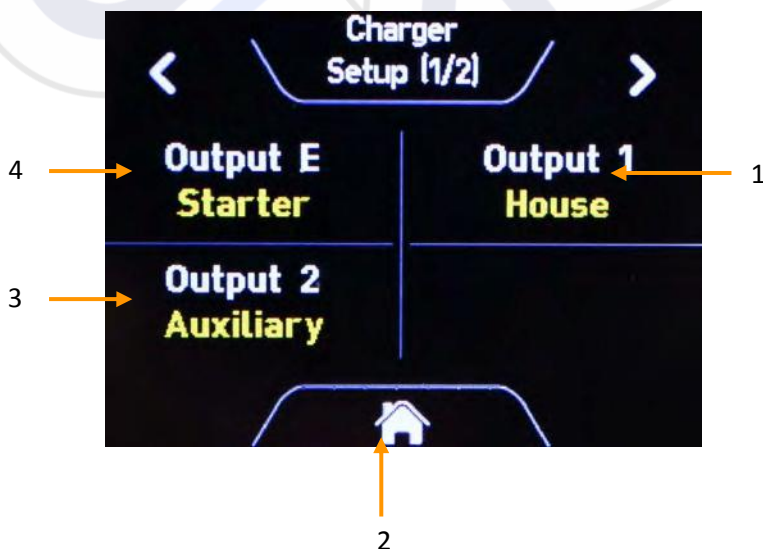 Charger
Setup (1/2)
4
Output E
Starter
Output 1
House
1
3
Output 2
Auxiliary
2